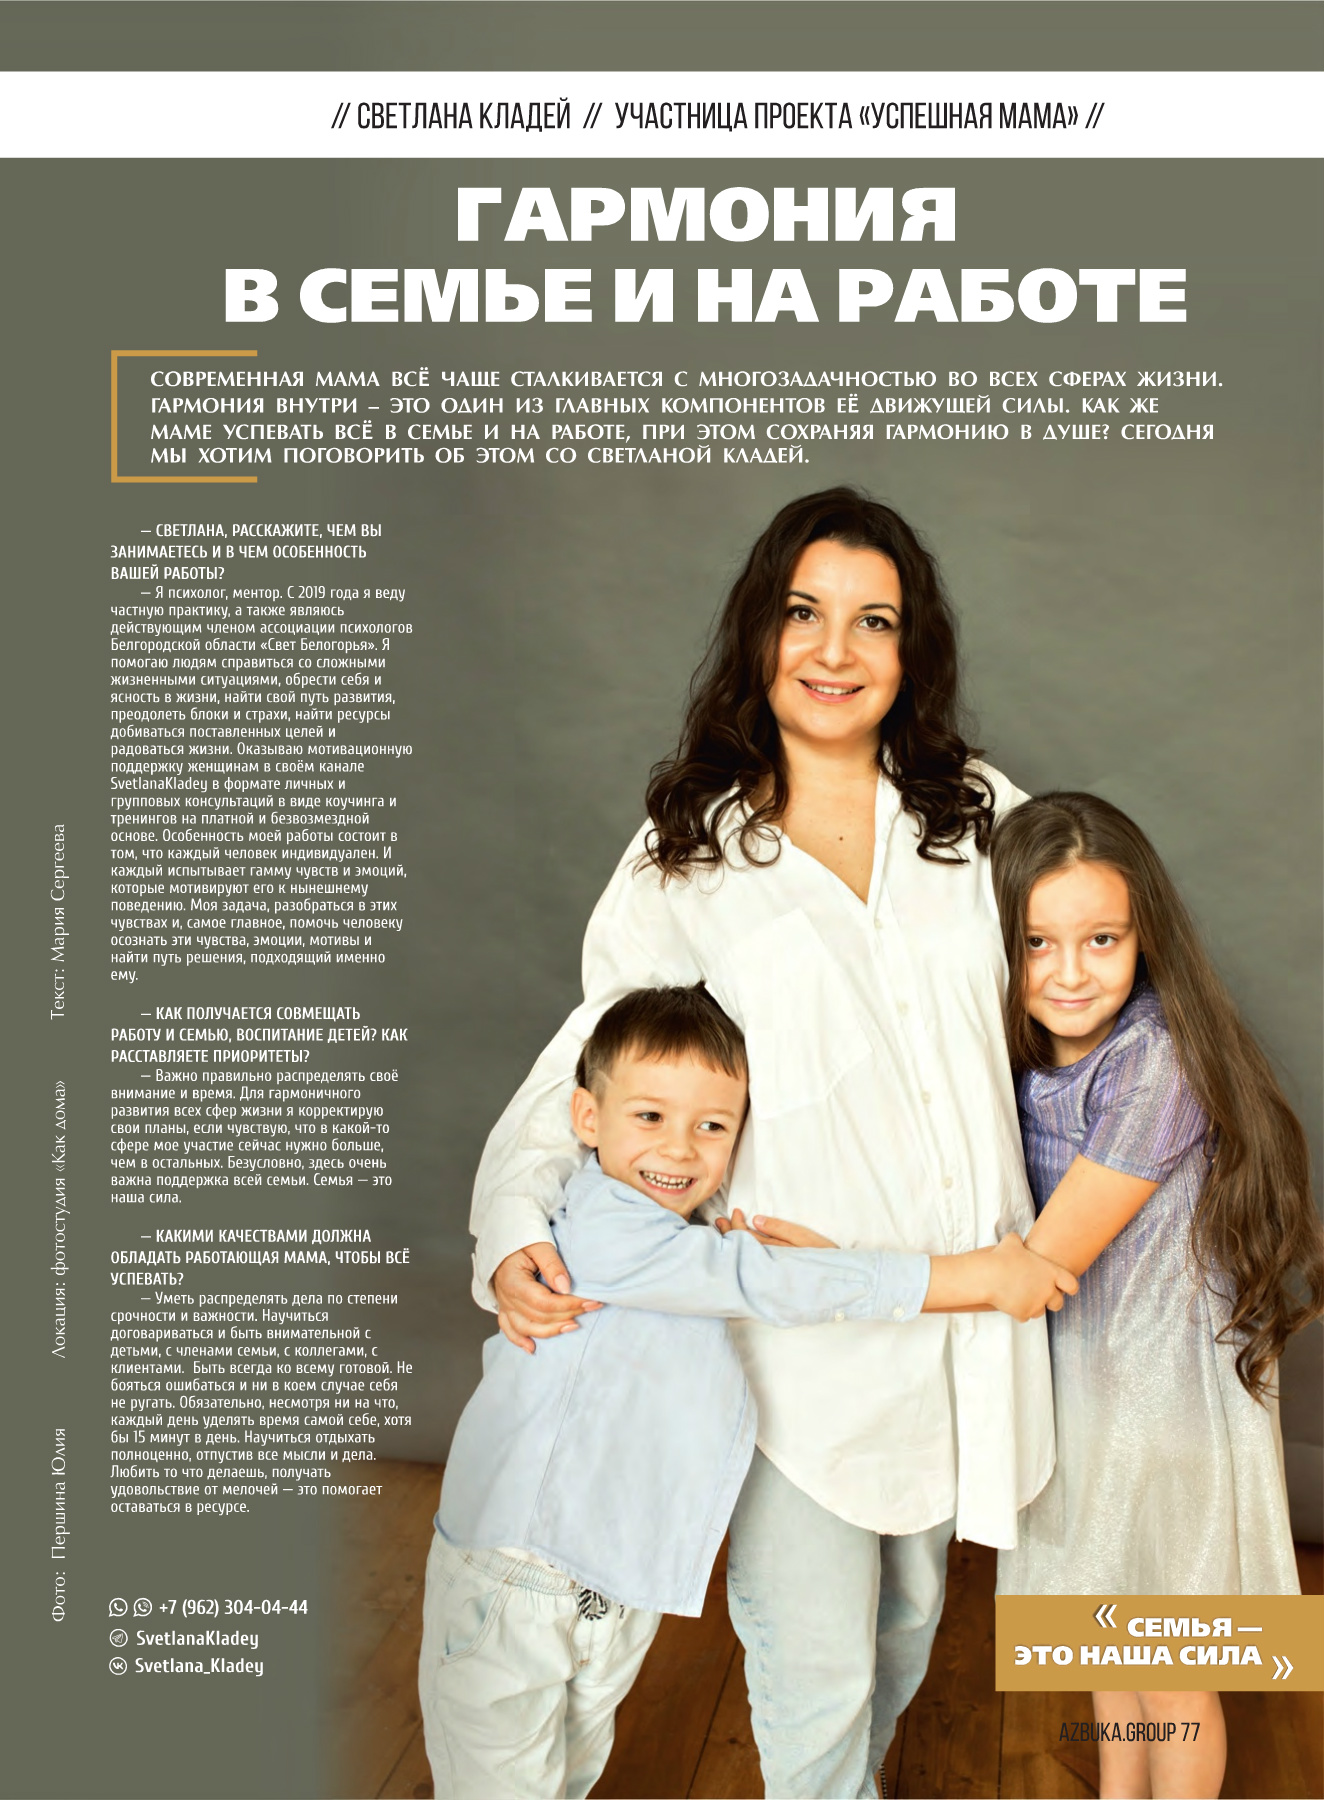 // СВЕТЛАНА КЛАДЕЙ // УЧАСТНИЦА ПРОЕКТА «УСПЕШНАЯ МАМА» //
ГАРМОНИЯ
В СЕМЬЕ И НА РАБОТЕ
СОВРЕМЕННАЯ МАМА ВСЁ ЧАЩЕ СТАЛКИВАЕТСЯ С МНОГОЗАДАЧНОСТЬЮ ВО ВСЕХ СФЕРАХ ЖИЗНИ.
ГАРМОНИЯ ВНУТРИ – ЭТО ОДИН ИЗ ГЛАВНЫХ КОМПОНЕНТОВ ЕЁ ДВИЖУЩЕЙ СИЛЫ. КАК ЖЕ
МАМЕ УСПЕВАТЬ ВСЁ В СЕМЬЕ И НА РАБОТЕ, ПРИ ЭТОМ СОХРАНЯЯ ГАРМОНИЮ В ДУШЕ? СЕГОДНЯ
МЫ ХОТИМ ПОГОВОРИТЬ ОБ ЭТОМ СО СВЕТЛАНОЙ КЛАДЕЙ.
— СВЕТЛАНА, РАССКАЖИТЕ, ЧЕМ ВЫ
ЗАНИМАЕТЕСЬ И В ЧЕМ ОСОБЕННОСТЬ
ВАШЕЙ РАБОТЫ?
— Я психолог, ментор. С 2019 года я веду
частную практику, а также являюсь
действующим членом ассоциации психологов
Белгородской области «Свет Белогорья». Я
помогаю людям справиться со сложными
жизненными ситуациями, обрести себя и
ясность в жизни, найти свой путь развития,
преодолеть блоки и страхи, найти ресурсы
добиваться поставленных целей и
радоваться жизни. Оказываю мотивационную
поддержку женщинам в своём канале
SvetlanaKladey в формате личных и
групповых консультаций в виде коучинга и
тренингов на платной и безвозмездной
основе. Особенность моей работы состоит в
том, что каждый человек индивидуален. И
каждый испытывает гамму чувств и эмоций,
которые мотивируют его к нынешнему
поведению. Моя задача, разобраться в этих
чувствах и, самое главное, помочь человеку
осознать эти чувства, эмоции, мотивы и
найти путь решения, подходящий именно
ему.
— КАК ПОЛУЧАЕТСЯ СОВМЕЩАТЬ
РАБОТУ И СЕМЬЮ, ВОСПИТАНИЕ ДЕТЕЙ? КАК
РАССТАВЛЯЕТЕ ПРИОРИТЕТЫ?
— Важно правильно распределять своё
внимание и время. Для гармоничного
развития всех сфер жизни я корректирую
свои планы, если чувствую, что в какой-то
сфере мое участие сейчас нужно больше,
чем в остальных. Безусловно, здесь очень
важна поддержка всей семьи. Семья — это
наша сила.
— КАКИМИ КАЧЕСТВАМИ ДОЛЖНА
ОБЛАДАТЬ РАБОТАЮЩАЯ МАМА, ЧТОБЫ ВСЁ
УСПЕВАТЬ?
— Уметь распределять дела по степени
срочности и важности. Научиться
договариваться и быть внимательной с
детьми, с членами семьи, с коллегами, с
клиентами. Быть всегда ко всему готовой. Не
бояться ошибаться и ни в коем случае себя
не ругать. Обязательно, несмотря ни на что,
каждый день уделять время самой себе, хотя
бы 15 минут в день. Научиться отдыхать
полноценно, отпустив все мысли и дела.
Любить то что делаешь, получать
удовольствие от мелочей — это помогает
оставаться в ресурсе.
+7 (962) 304-04-44
SvetlanaKladey
Svetlana_Kladey
Фото: Першина Юлия Локация: фотостудия «Как дома» Текст: Мария Сергеева
« СЕМЬЯ —
ЭТО НАША СИЛА »
AZBUKA.GROUP 77